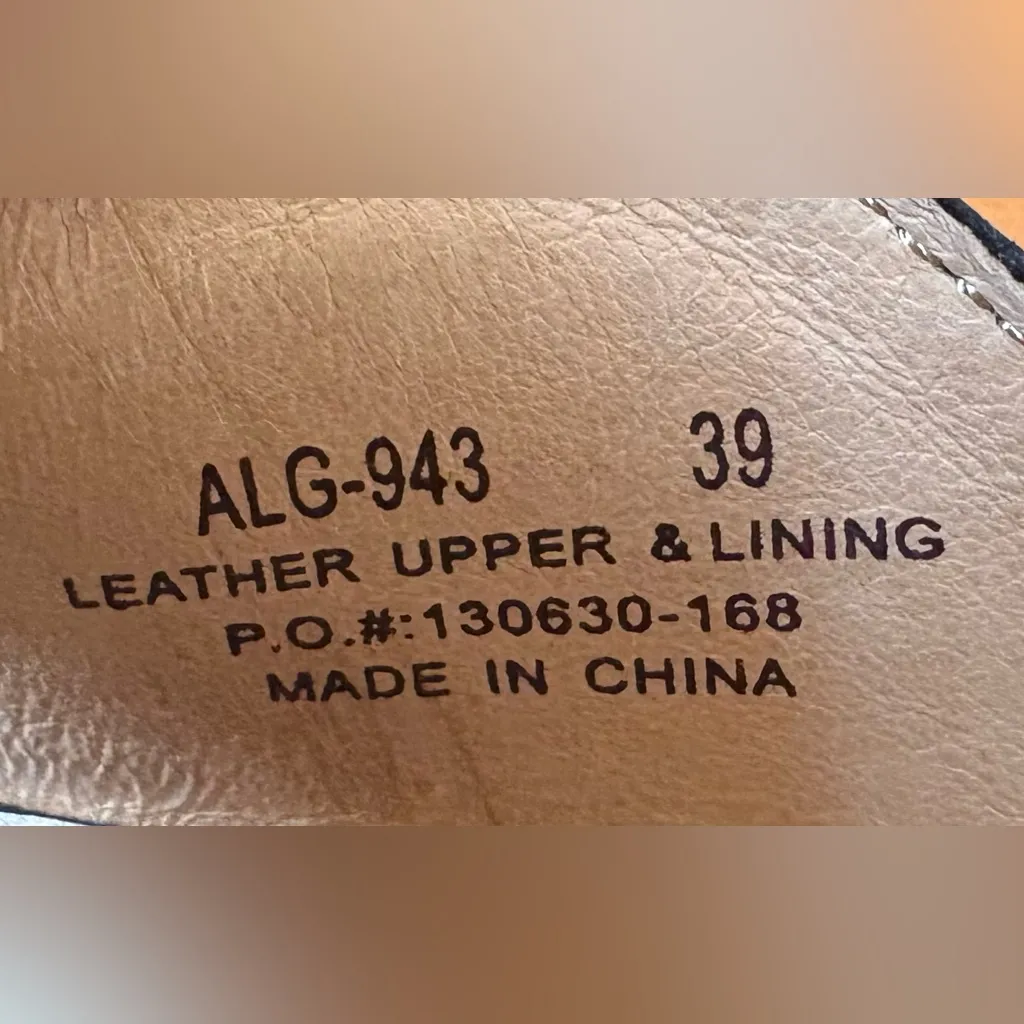 ALG-943 39
LEATHER UPPER & LINING
P.O.#:130630-168
MADE IN CHINA